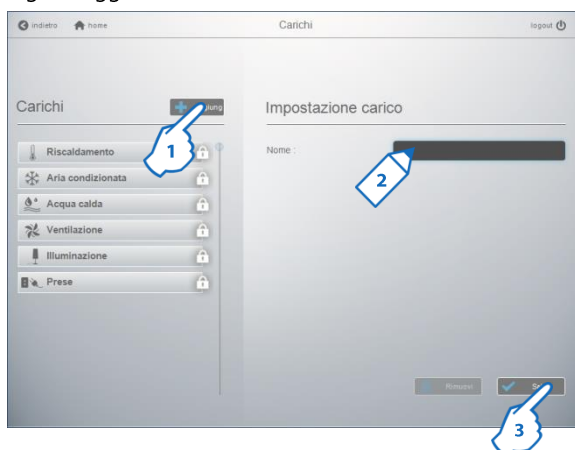 indietro home Carichi logout
Carichi
Impostazione carico
1
Riscaldamento
Nome :
2
Aria condizionata
Acqua calda
Ventilazione
Illuminazione
Prese
Rimuovi
3